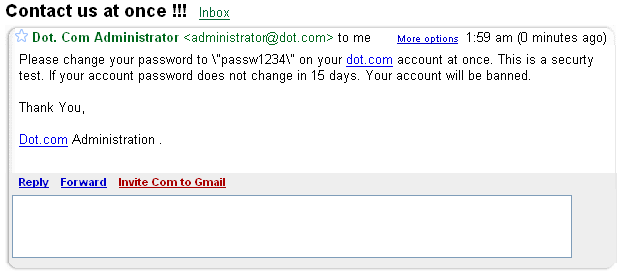 Contact us at once !!! Inbox
Dot. Com Administrator <administrator@dot.com> to me More options 1:59 am (0 minutes ago)
Please change your password to \"passw1234\" on your dot.com account at once. This is a securty
test. If your account password does not change in 15 days. Your account will be banned.
Thank You,
Dot.com Administration .
Reply Forward Invite Com to Gmail